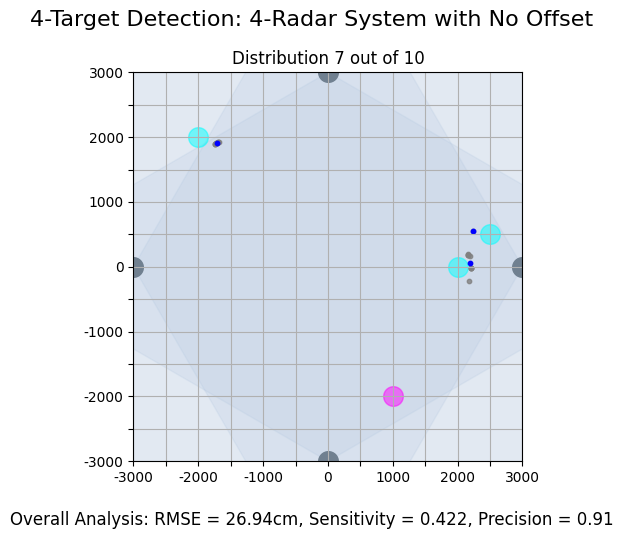 4-Target Detection: 4-Radar System with No Offset
Distribution 7 out of 10
3000
2000
1000
0
-1000
-2000
-3000
-3000 -2000 -1000 0 1000 2000 3000
Overall Analysis: RMSE = 26.94cm, Sensitivity = 0.422, Precision = 0.91